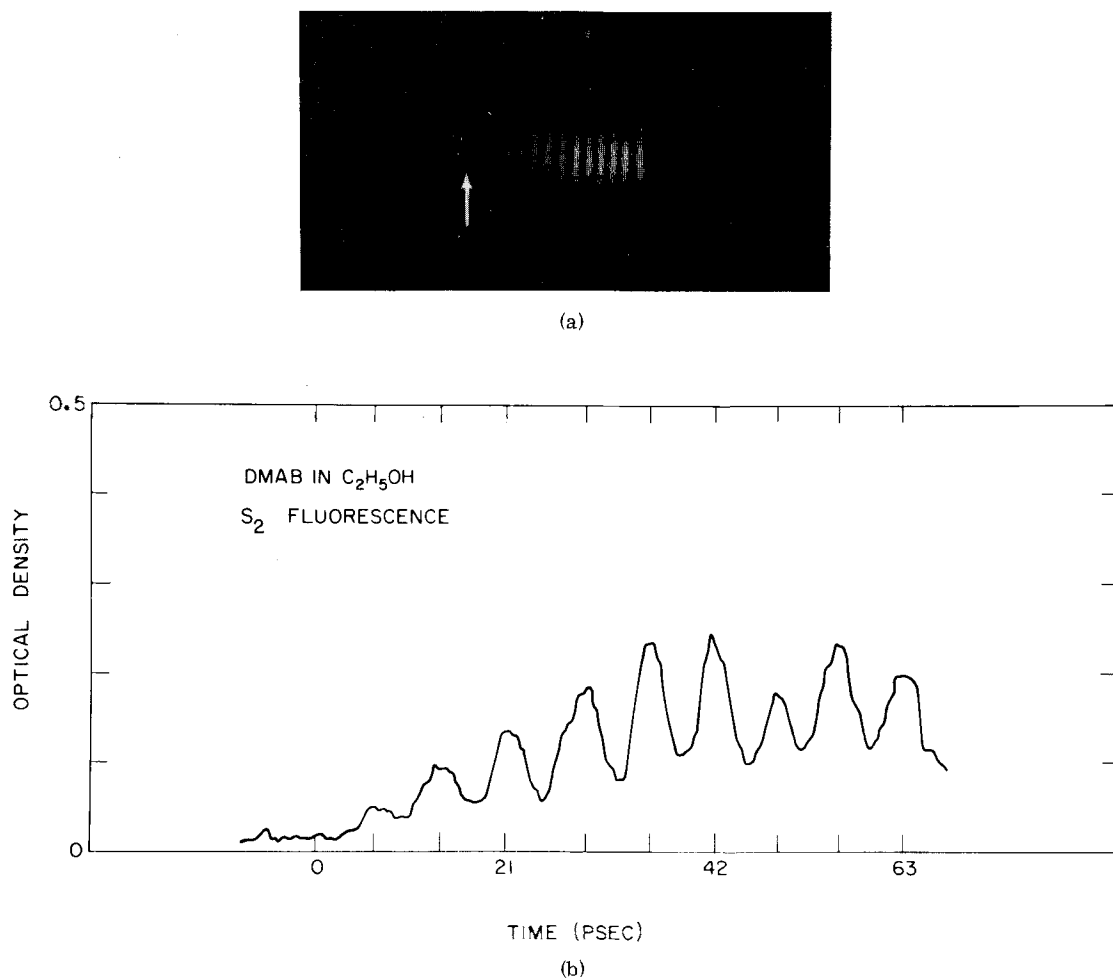 (a)
0.5
DMAB IN C₂H₅OH
S₂ FLUORESCENCE
OPTICAL DENSITY
0
0 21 42 63
TIME (PSEC)
(b)